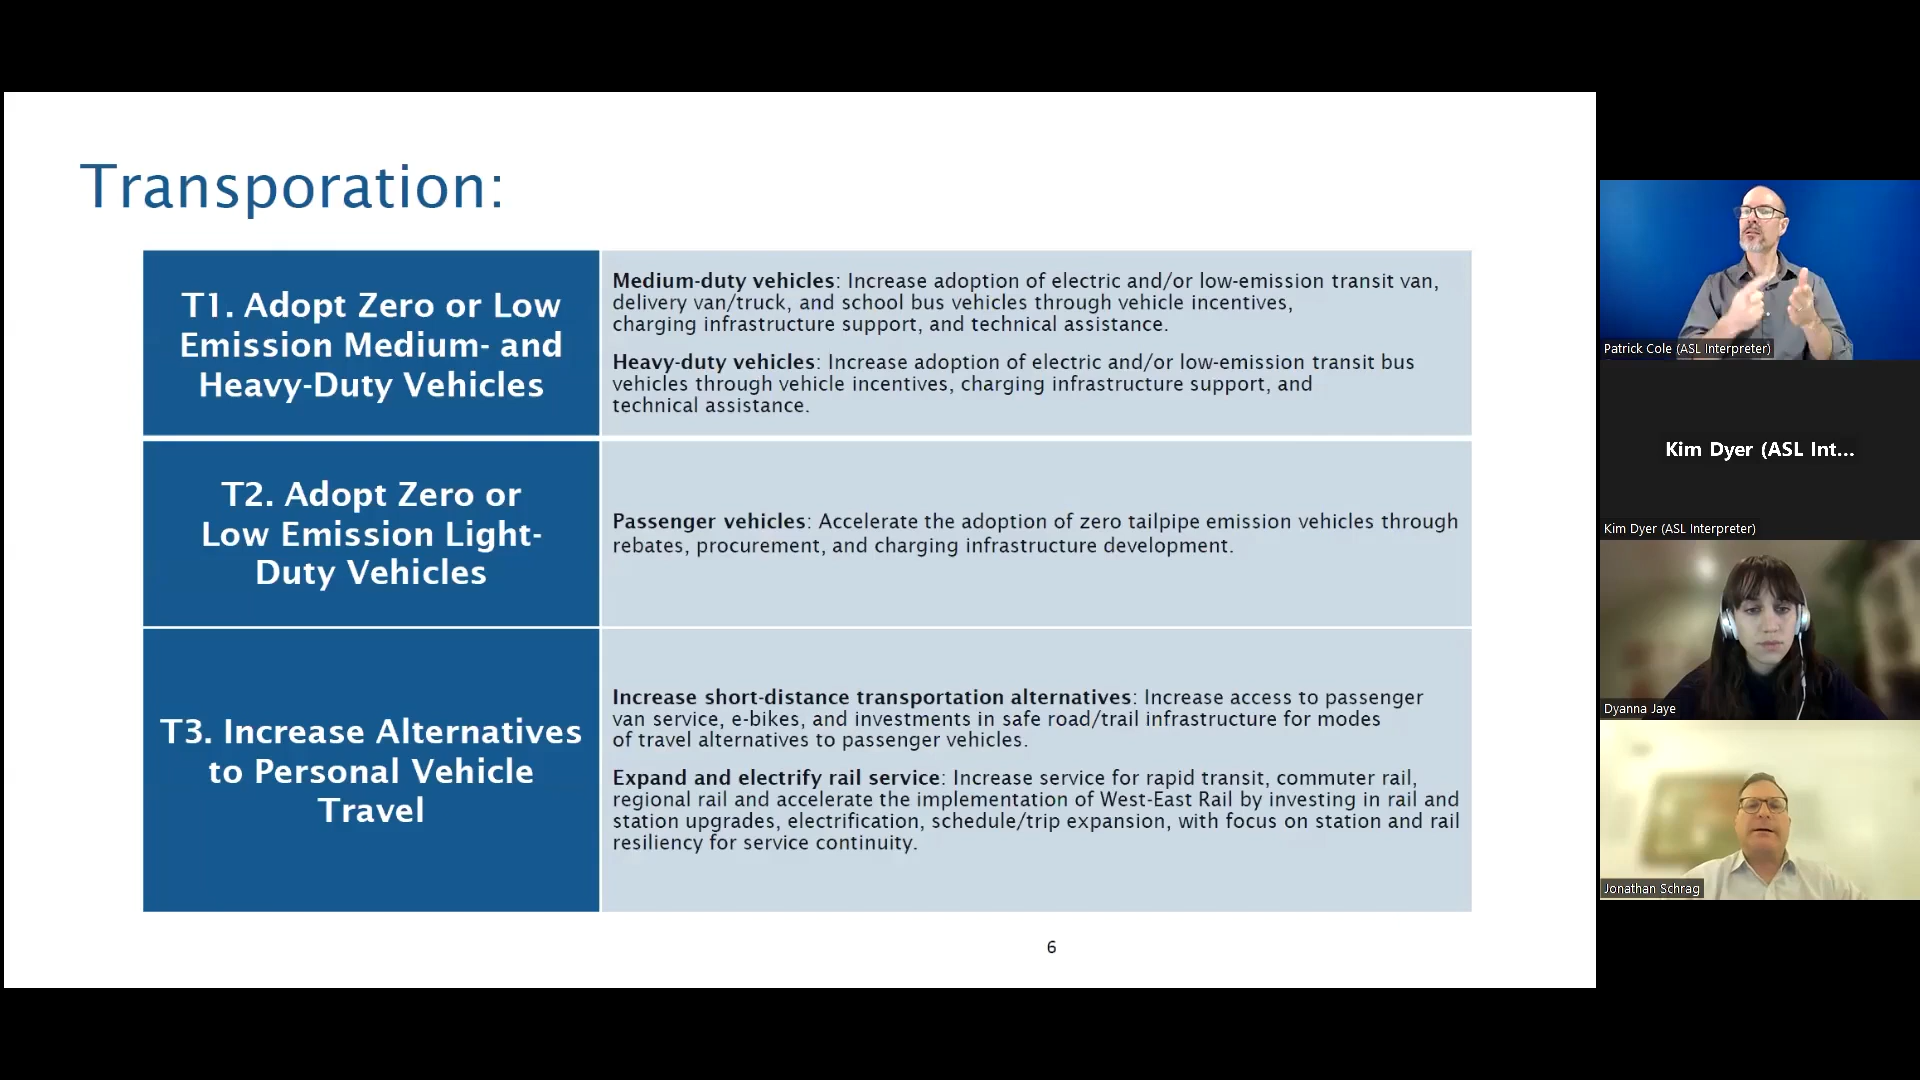 Transporation:
T1. Adopt Zero or Low
Emission Medium- and
Heavy-Duty Vehicles
Medium-duty vehicles: Increase adoption of electric and/or low-emission transit van,
delivery van/truck, and school bus vehicles through vehicle incentives,
charging infrastructure support, and technical assistance.
Heavy-duty vehicles: Increase adoption of electric and/or low-emission transit bus
vehicles through vehicle incentives, charging infrastructure support, and
technical assistance.
T2. Adopt Zero or
Low Emission Light-
Duty Vehicles
Passenger vehicles: Accelerate the adoption of zero tailpipe emission vehicles through
rebates, procurement, and charging infrastructure development.
T3. Increase Alternatives
to Personal Vehicle
Travel
Increase short-distance transportation alternatives: Increase access to passenger
van service, e-bikes, and investments in safe road/trail infrastructure for modes
of travel alternatives to passenger vehicles.
Expand and electrify rail service: Increase service for rapid transit, commuter rail,
regional rail and accelerate the implementation of West-East Rail by investing in rail and
station upgrades, electrification, schedule/trip expansion, with focus on station and rail
resiliency for service continuity.
6
Patrick Cole (ASL Interpreter)
Kim Dyer (ASL Int...
Kim Dyer (ASL Interpreter)
Dyanna Jaye
Jonathan Schrag